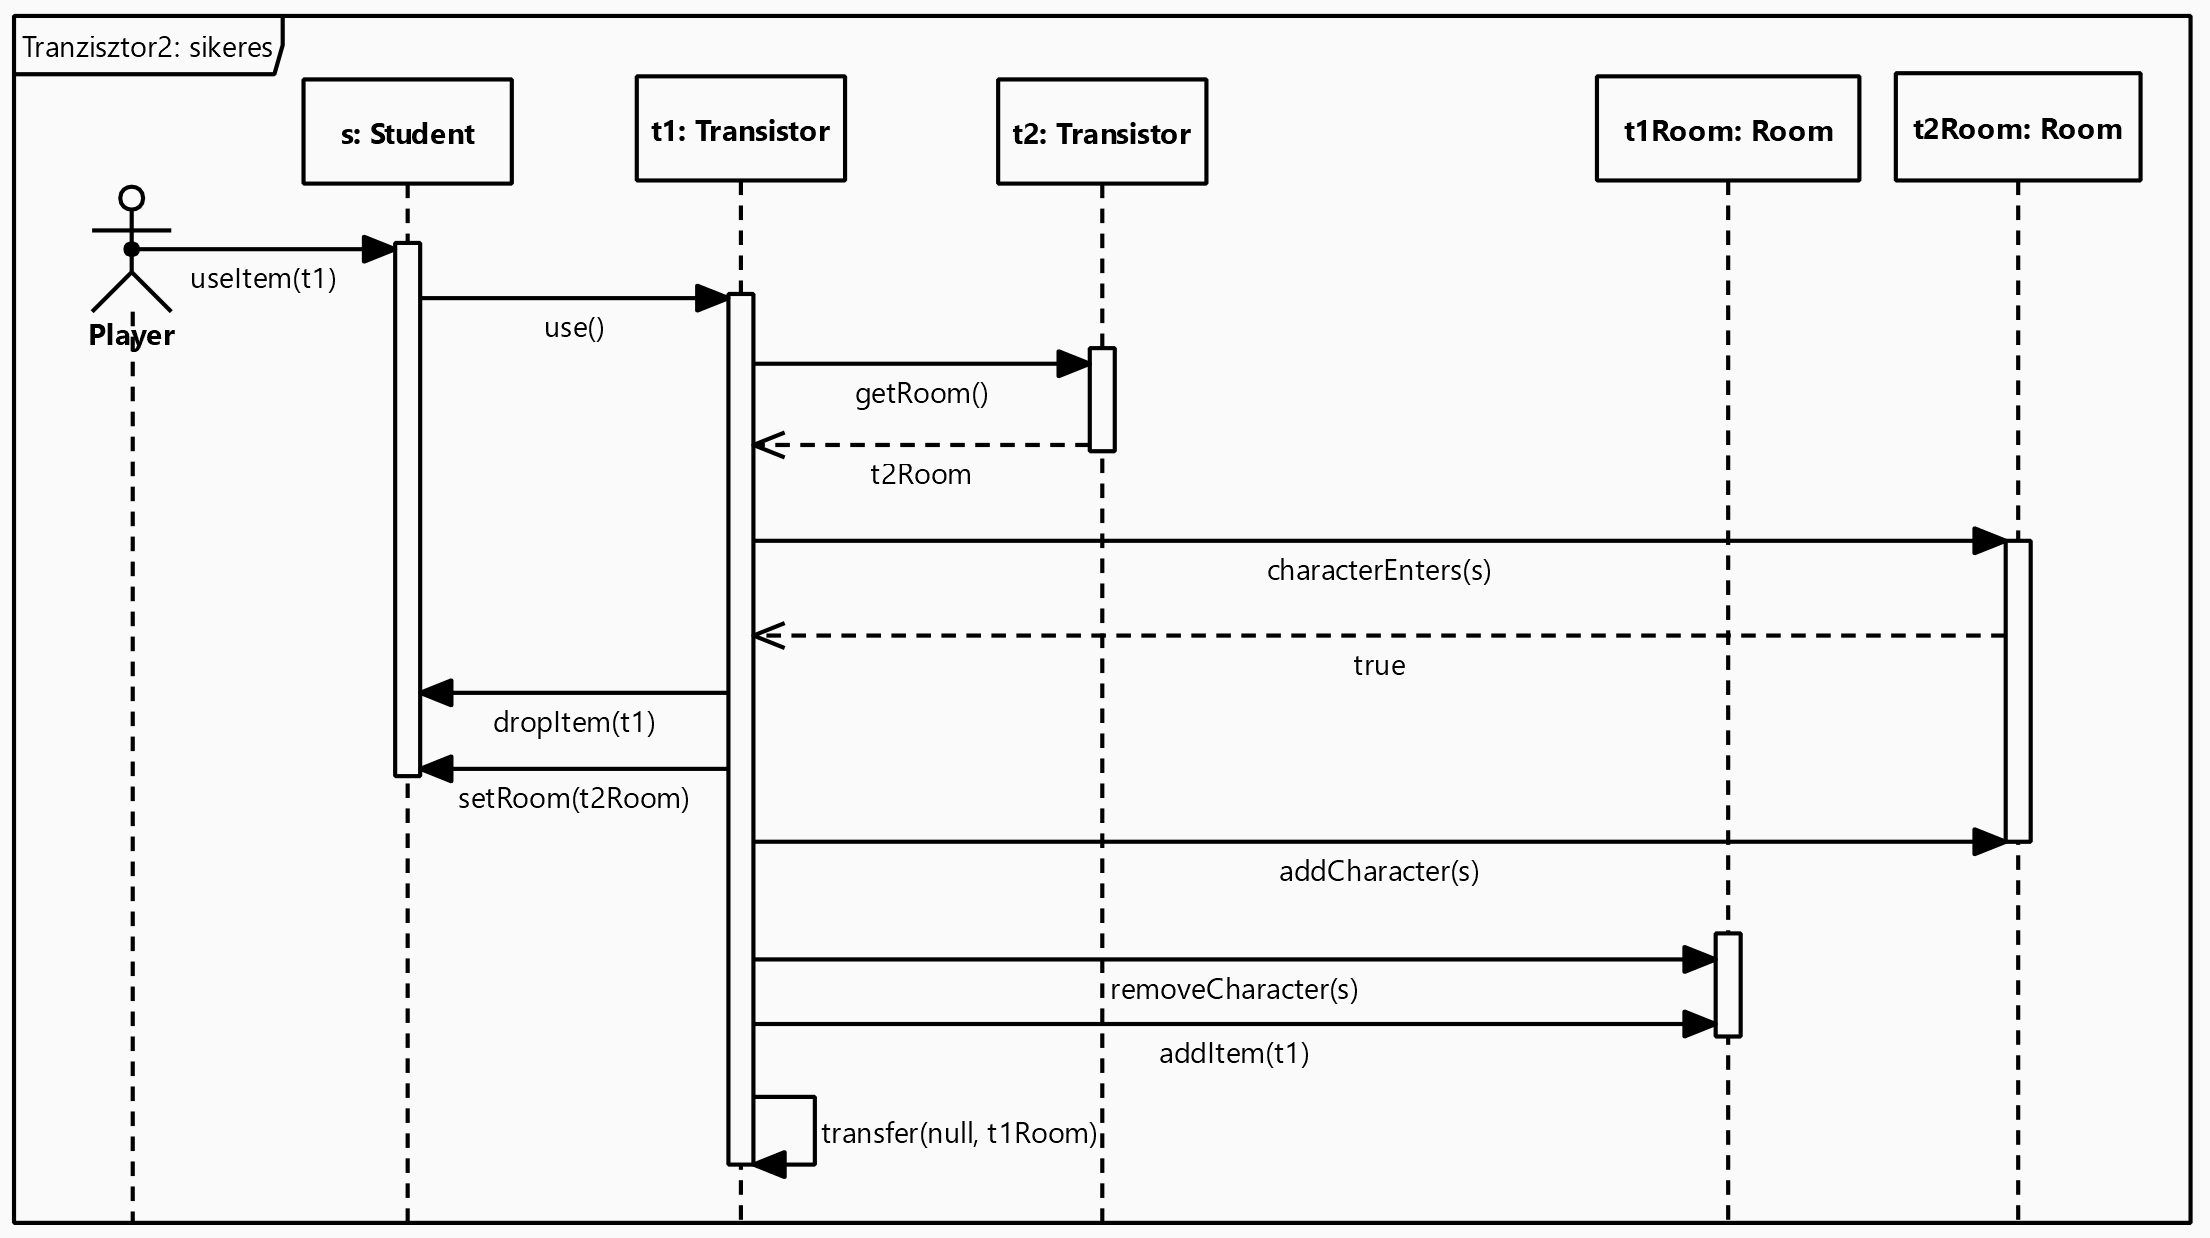 Tranzisztor2: sikeres
s: Student
t1: Transistor
t2: Transistor
t1Room: Room
t2Room: Room
Player
useItem(t1)
use()
getRoom()
t2Room
characterEnters(s)
true
dropItem(t1)
setRoom(t2Room)
addCharacter(s)
removeCharacter(s)
addItem(t1)
transfer(null, t1Room)